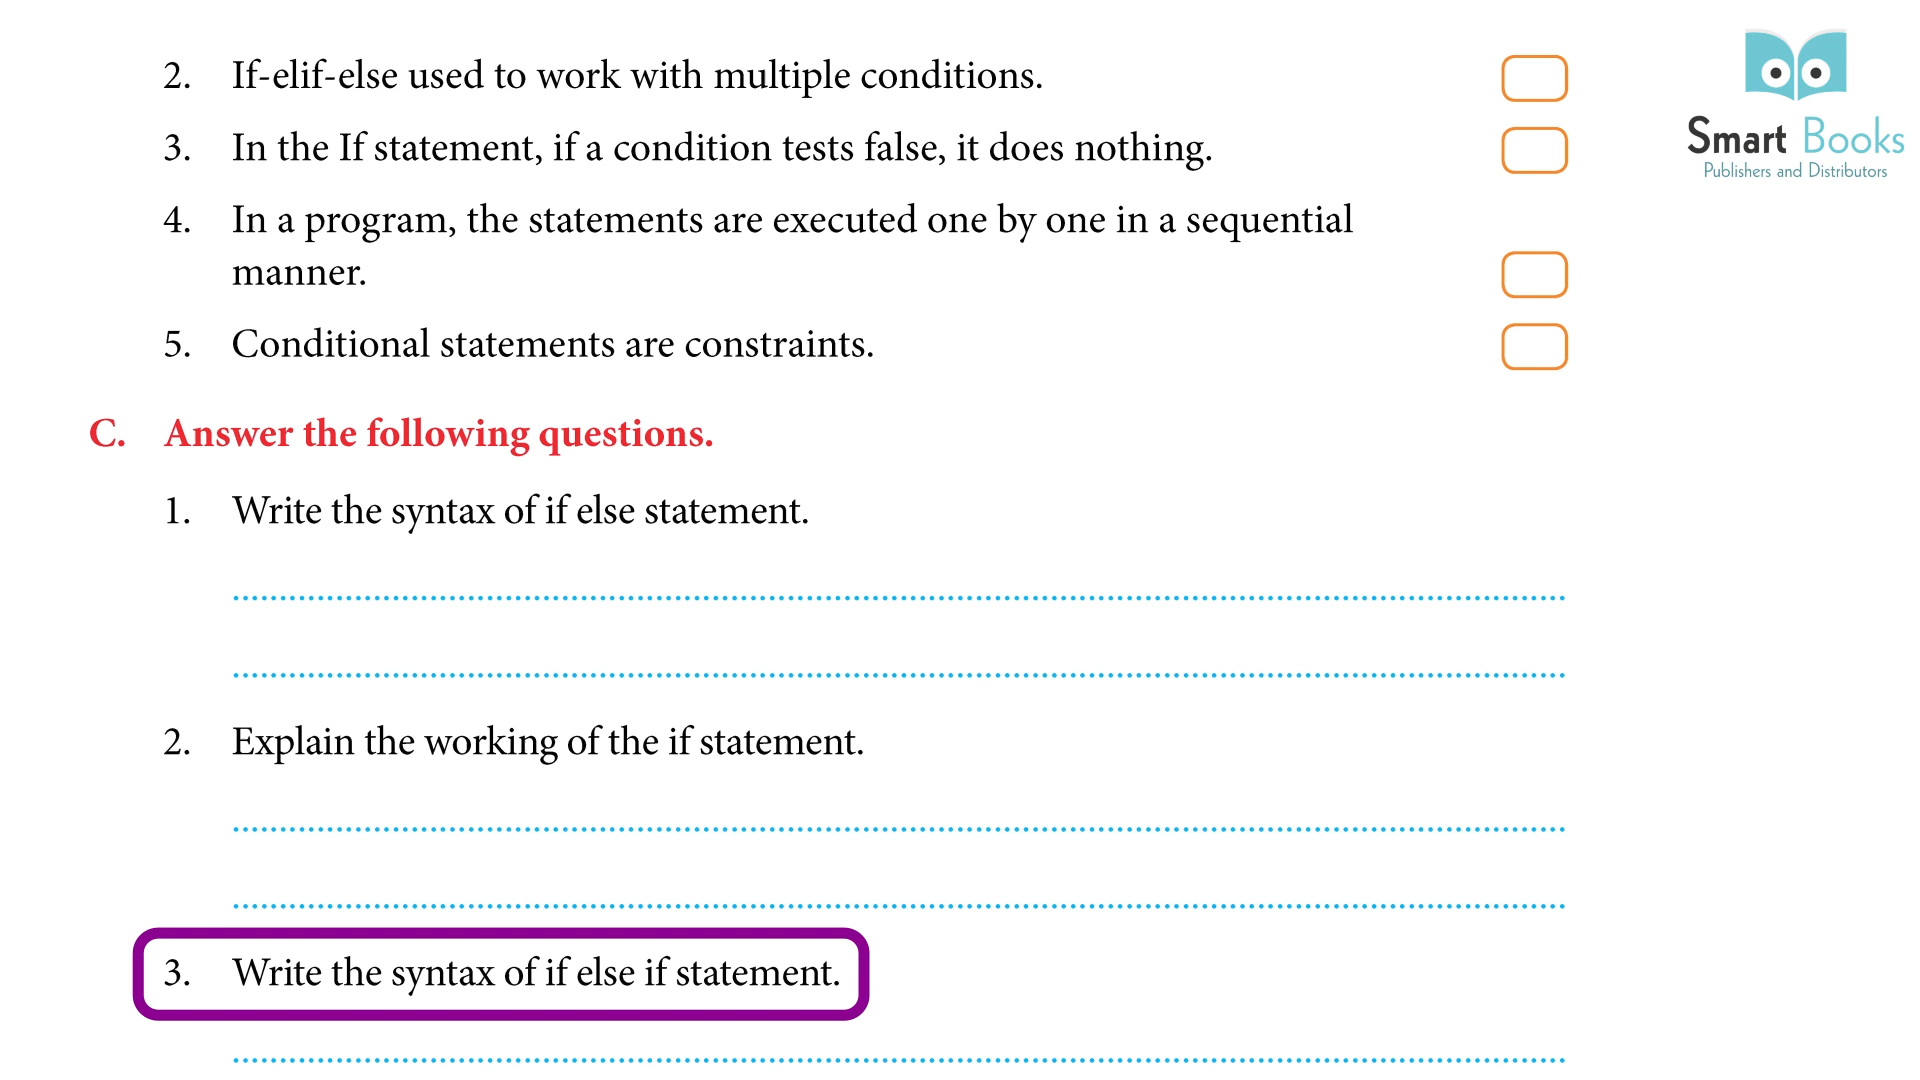 2. If-elif-else used to work with multiple conditions.
3. In the If statement, if a condition tests false, it does nothing.
4. In a program, the statements are executed one by one in a sequential
manner.
5. Conditional statements are constraints.
C. Answer the following questions.
1. Write the syntax of if else statement.
2. Explain the working of the if statement.
3. Write the syntax of if else if statement.
Smart Books
Publishers and Distributors